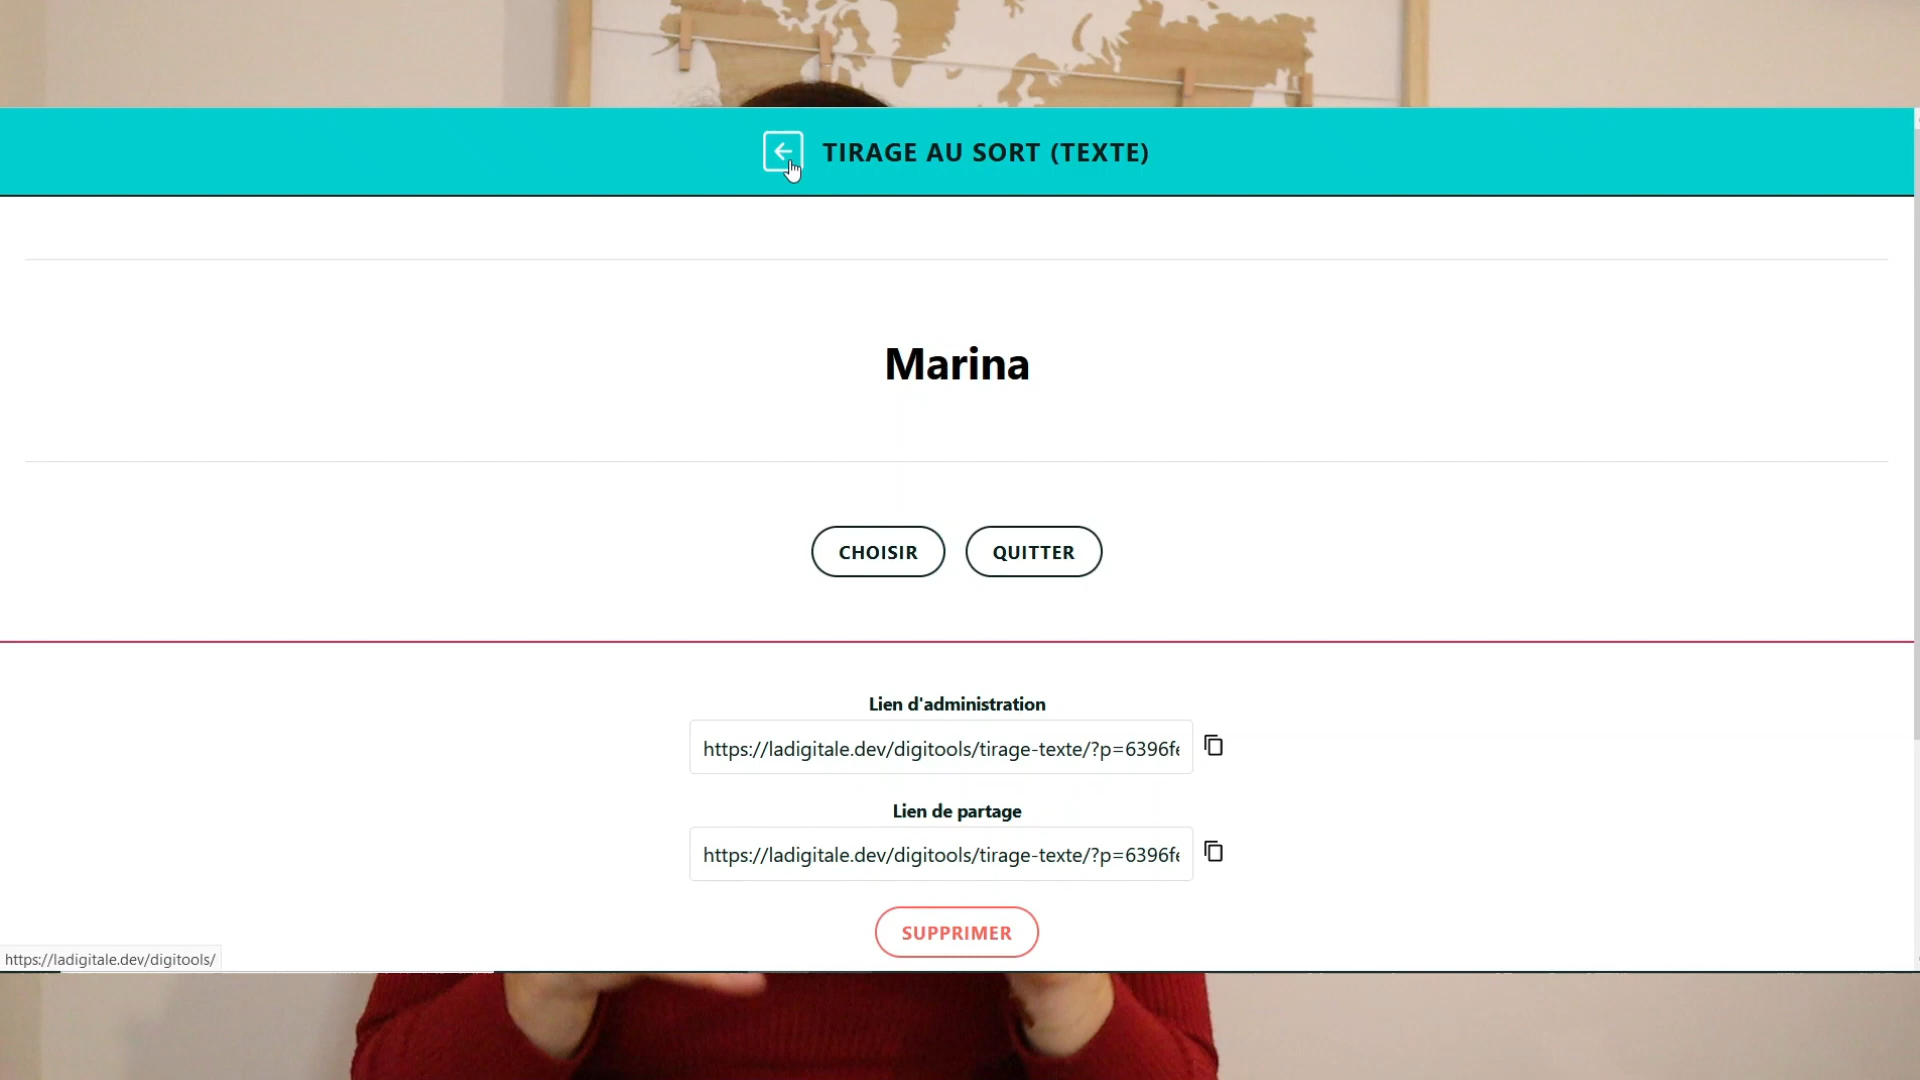 TIRAGE AU SORT (TEXTE)
Marina
CHOISIR QUITTER
Lien d'administration
https://ladigitale.dev/digitools/tirage-texte/?p=6396f
Lien de partage
https://ladigitale.dev/digitools/tirage-texte/?p=6396f
SUPPRIMER
https://ladigitale.dev/digitools/